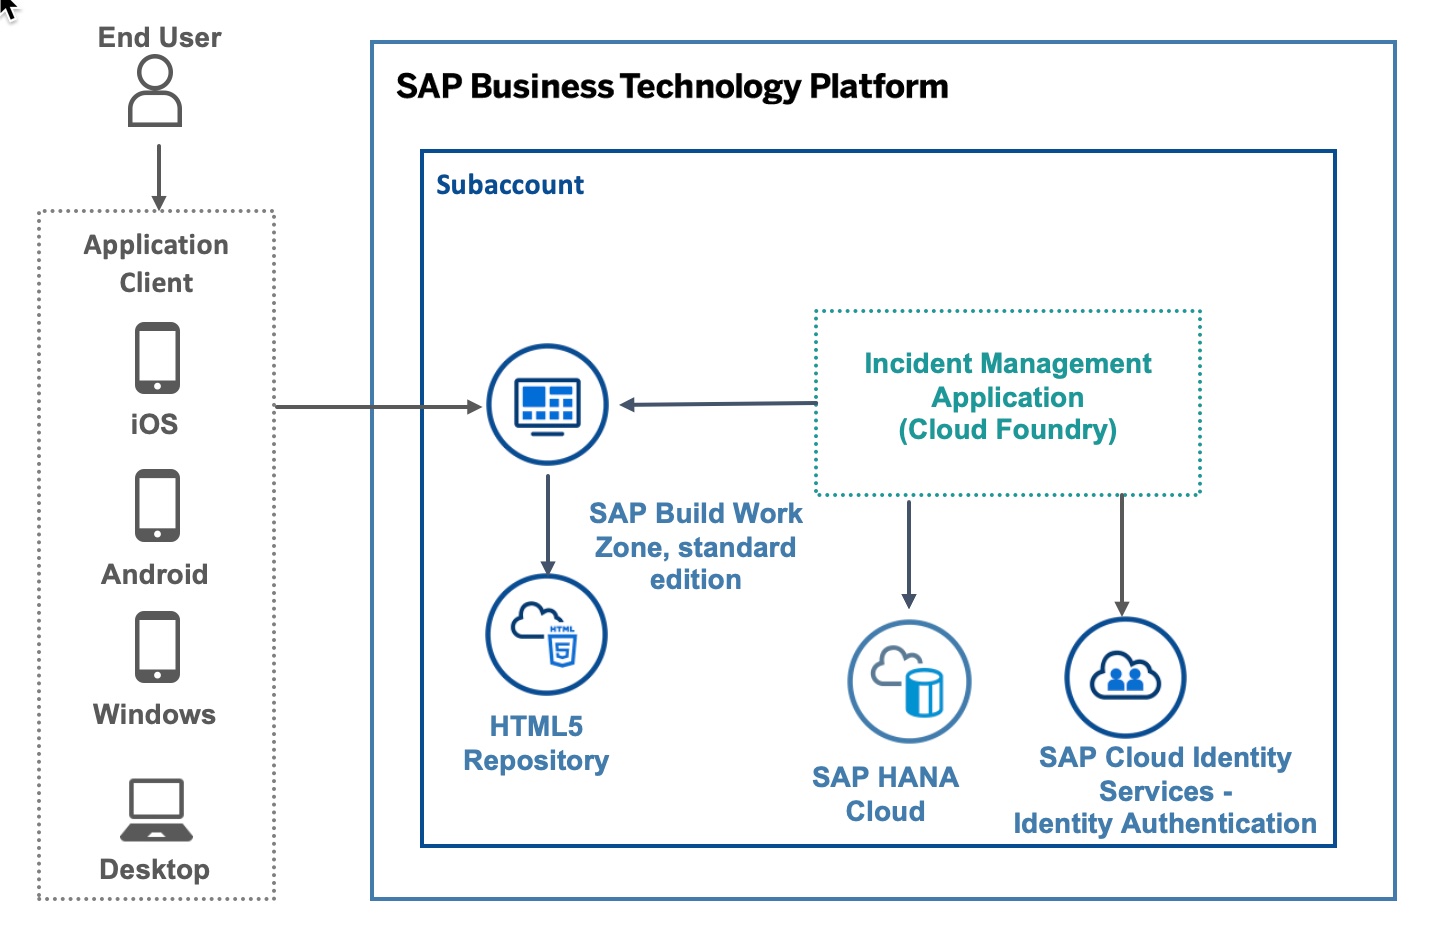 End User
SAP Business Technology Platform
Subaccount
Application
Client
iOS
Android
Windows
Desktop
Incident Management
Application
(Cloud Foundry)
SAP Build Work
Zone, standard
edition
HTML
5
HTML5
Repository
SAP HANA
Cloud
SAP Cloud Identity
Services -
Identity Authentication